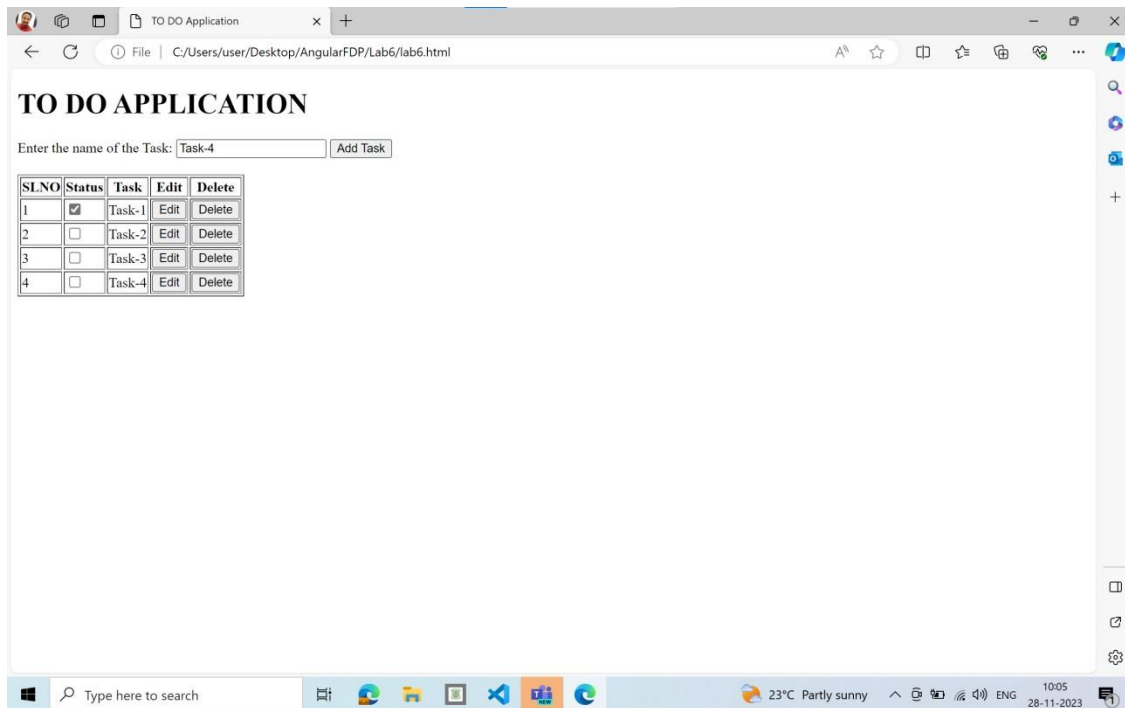 TO DO Application
File | C:/Users/user/Desktop/AngularFDP/Lab6/lab6.html
TO DO APPLICATION
Enter the name of the Task: Task-4 Add Task
SLNO Status Task Edit Delete
1 Task-1 Edit Delete
2 Task-2 Edit Delete
3 Task-3 Edit Delete
4 Task-4 Edit Delete
Type here to search NEW 23°C Partly sunny ENG 10:05
28-11-2023 1